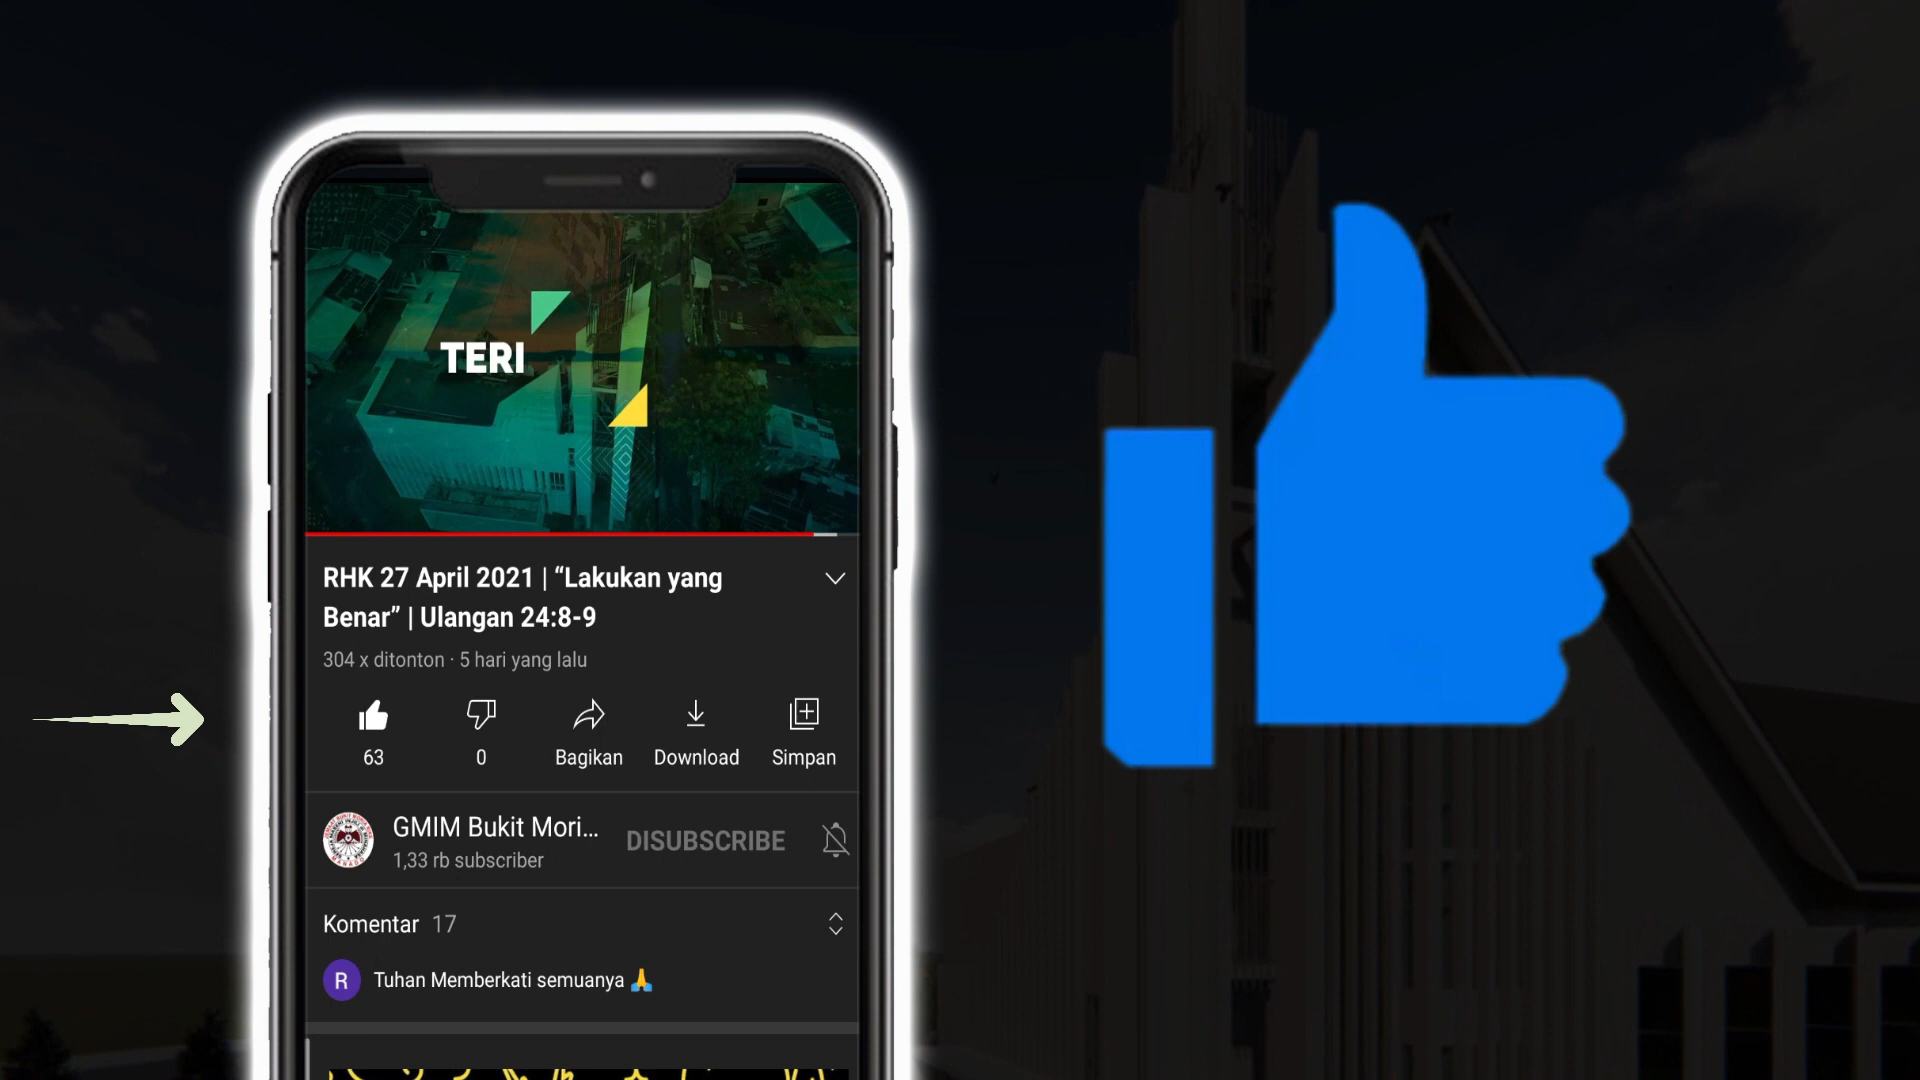 TERI
RHK 27 April 2021 | “Lakukan yang
Benar” | Ulangan 24:8-9
304 x ditonton · 5 hari yang lalu
63
0
Bagikan
Download
Simpan
GMIM Bukit Mori...
DISUBSCRIBE
1,33 rb subscriber
Komentar 17
R
Tuhan Memberkati semuanya 🙏